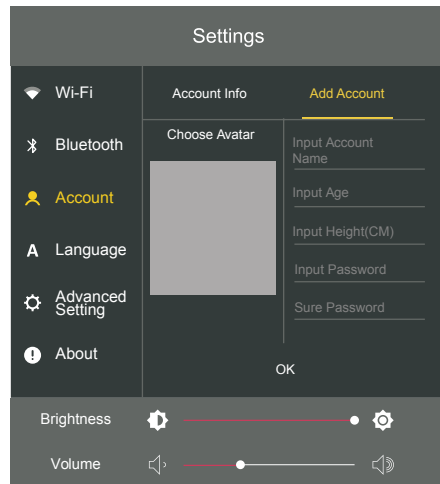 Settings
Wi-Fi
Account Info
Add Account
Bluetooth
Choose Avatar
Input Account
Name
Account
Input Age
Language
Input Height(CM)
Input Password
Advanced
Setting
Sure Password
About
OK
Brightness
Volume